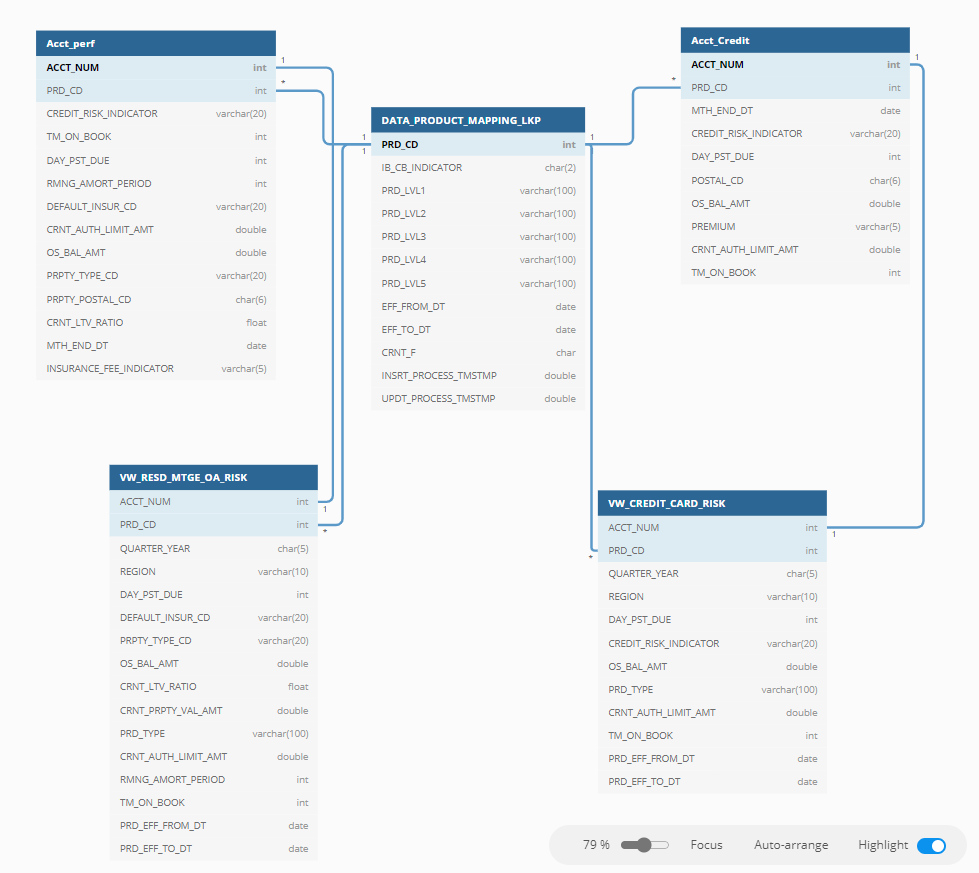 Acct_perf
ACCT_NUM int
PRD_CD int
CREDIT_RISK_INDICATOR varchar(20)
TM_ON_BOOK int
DAY_PST_DUE int
RMNG_AMORT_PERIOD int
DEFAULT_INSUR_CD varchar(20)
CRNT_AUTH_LIMIT_AMT double
OS_BAL_AMT double
PRPTY_TYPE_CD varchar(20)
PRPTY_POSTAL_CD char(6)
CRNT_LTV_RATIO float
MTH_END_DT date
INSURANCE_FEE_INDICATOR varchar(5)
1
*
DATA_PRODUCT_MAPPING_LKP
PRD_CD int
IB_CB_INDICATOR char(2)
PRD_LVL1 varchar(100)
PRD_LVL2 varchar(100)
PRD_LVL3 varchar(100)
PRD_LVL4 varchar(100)
PRD_LVL5 varchar(100)
EFF_FROM_DT date
EFF_TO_DT date
CRNT_F char
INSRT_PROCESS_TMSTMP double
UPDT_PROCESS_TMSTMP double
1
1
1
Acct_Credit
ACCT_NUM int
PRD_CD int
MTH_END_DT date
CREDIT_RISK_INDICATOR varchar(20)
DAY_PST_DUE int
POSTAL_CD char(6)
OS_BAL_AMT double
PREMIUM varchar(5)
CRNT_AUTH_LIMIT_AMT double
TM_ON_BOOK int
1
*
VW_RESD_MTGE_OA_RISK
ACCT_NUM int
PRD_CD int
QUARTER_YEAR char(5)
REGION varchar(10)
DAY_PST_DUE int
DEFAULT_INSUR_CD varchar(20)
PRPTY_TYPE_CD varchar(20)
OS_BAL_AMT double
CRNT_LTV_RATIO float
CRNT_PRPTY_VAL_AMT double
PRD_TYPE varchar(100)
CRNT_AUTH_LIMIT_AMT double
RMNG_AMORT_PERIOD int
TM_ON_BOOK int
PRD_EFF_FROM_DT date
PRD_EFF_TO_DT date
1
*
VW_CREDIT_CARD_RISK
ACCT_NUM int
PRD_CD int
QUARTER_YEAR char(5)
REGION varchar(10)
DAY_PST_DUE int
CREDIT_RISK_INDICATOR varchar(20)
OS_BAL_AMT double
PRD_TYPE varchar(100)
CRNT_AUTH_LIMIT_AMT double
TM_ON_BOOK int
PRD_EFF_FROM_DT date
PRD_EFF_TO_DT date
1
*
79 % Focus Auto-arrange Highlight